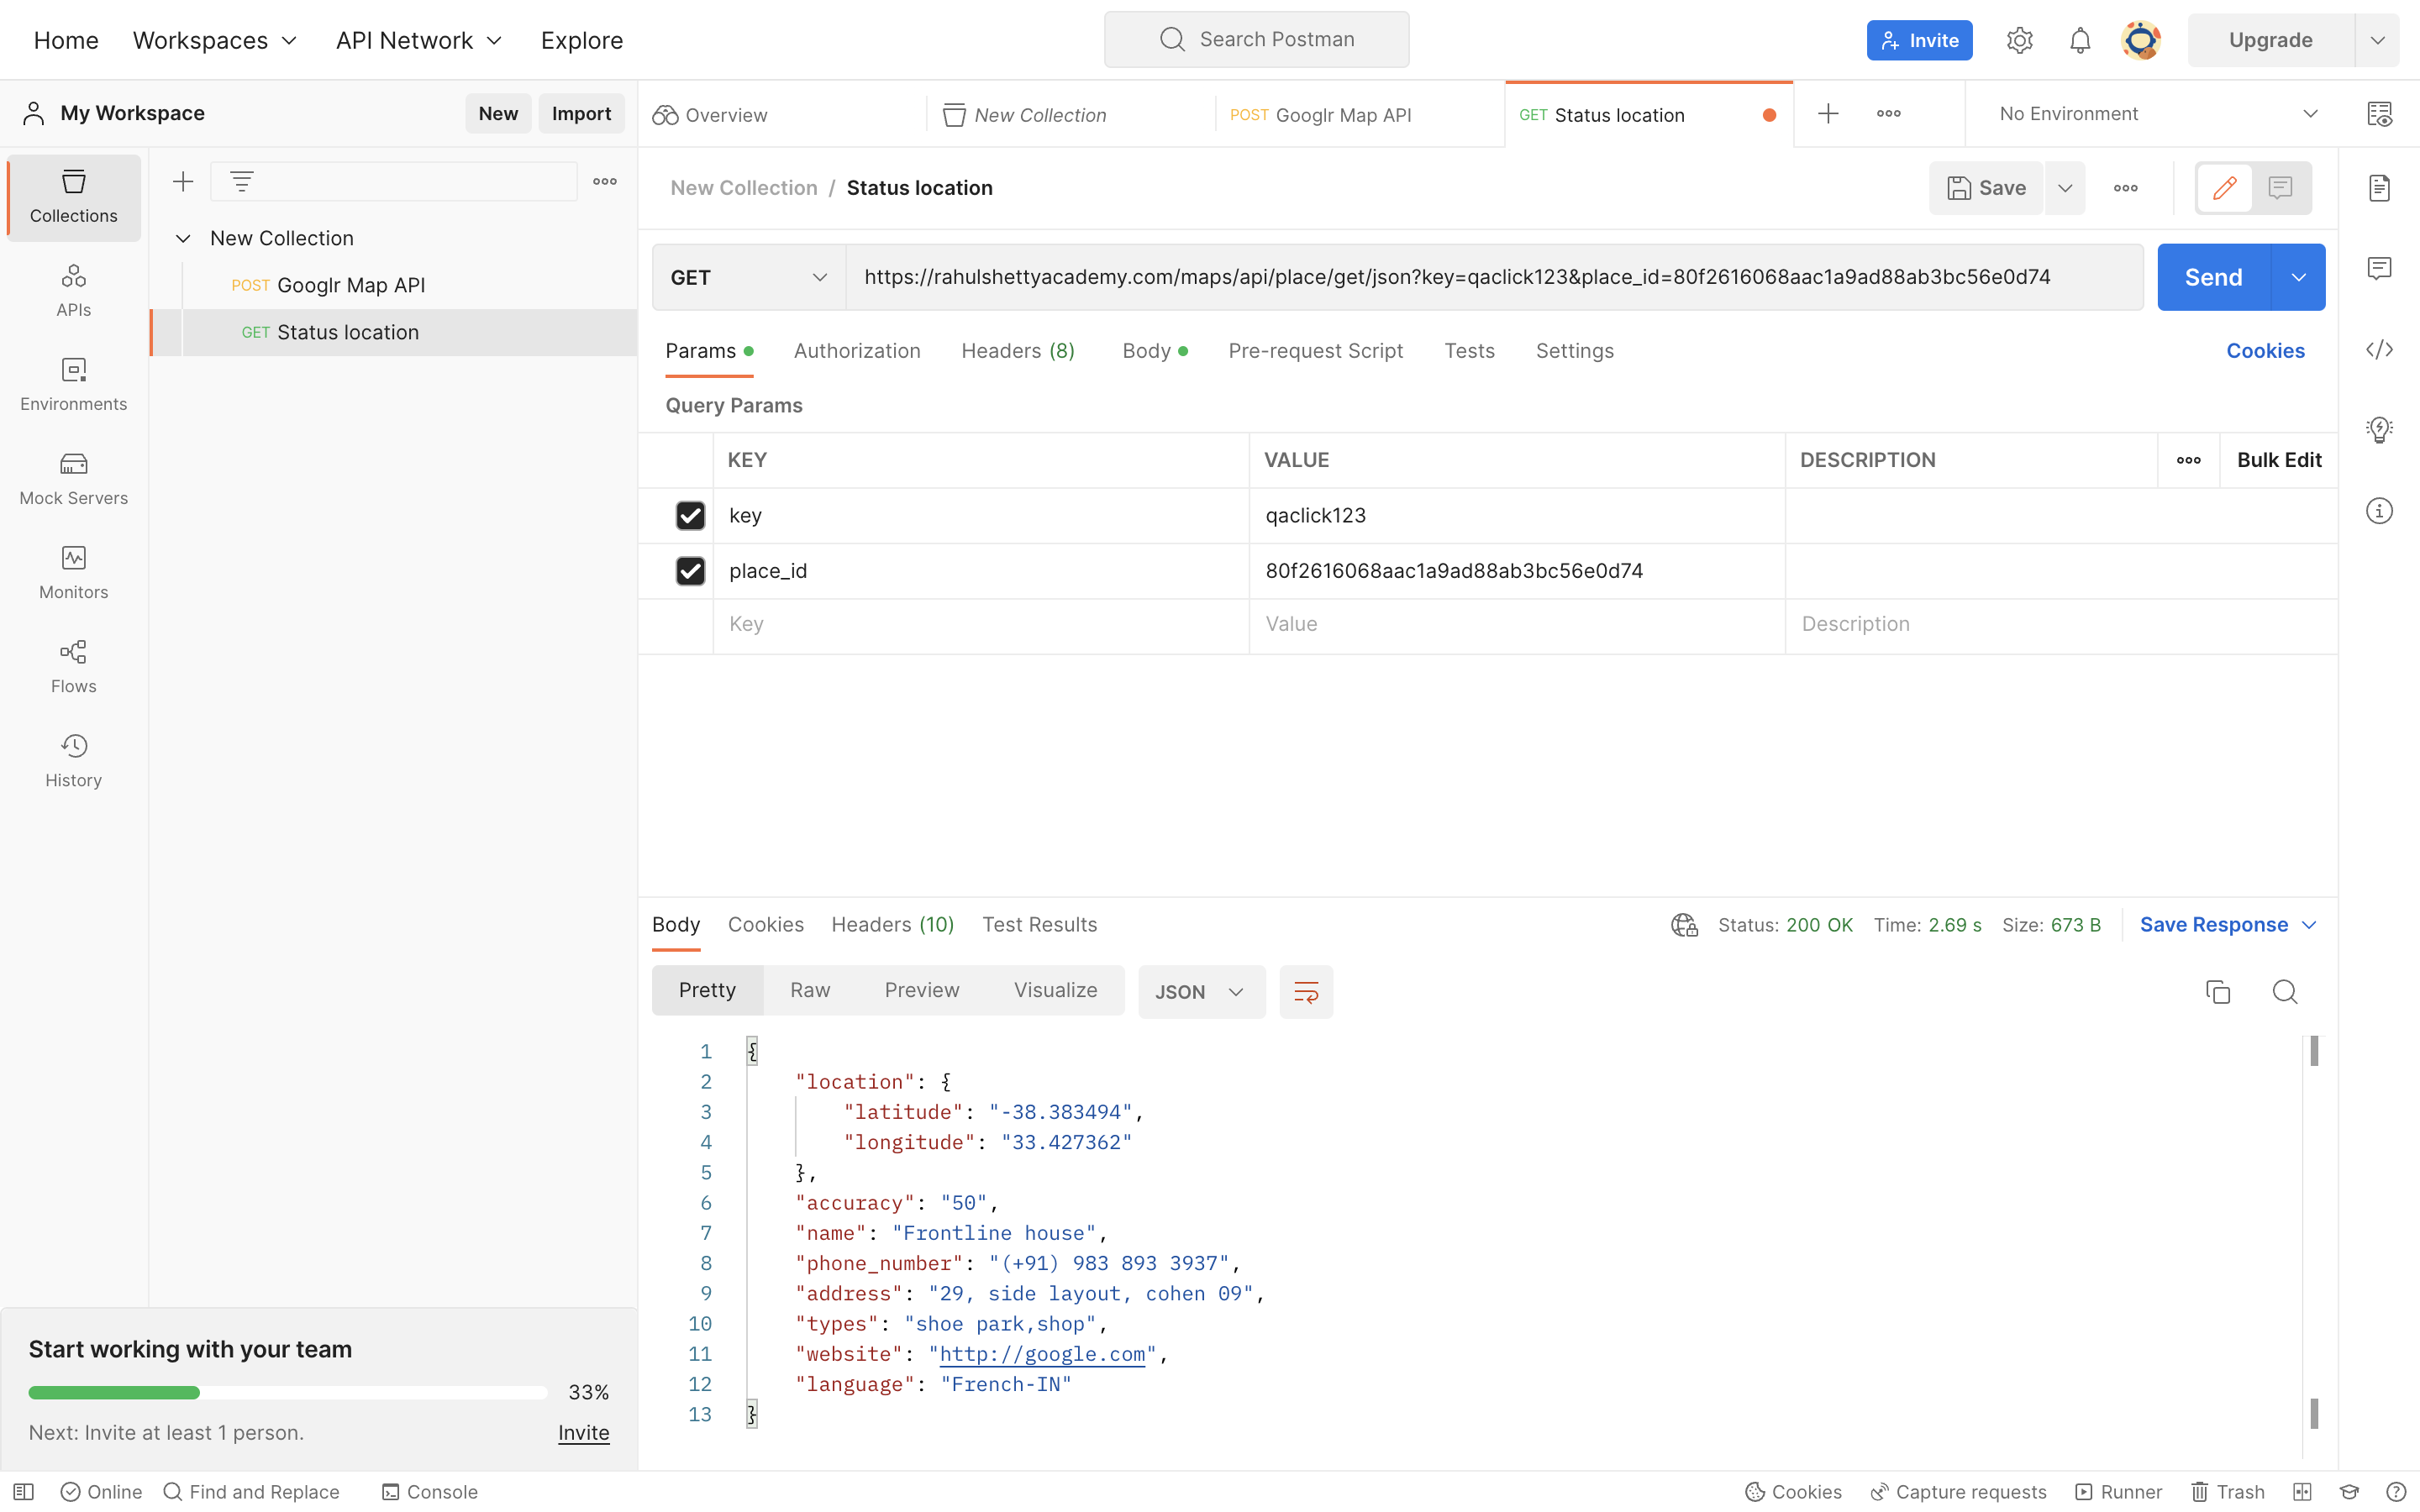 Home Workspaces API Network Explore Search Postman Invite Upgrade
My Workspace New Import Overview New Collection POST Googlr Map API GET Status location No Environment
Collections
APIs
Environments
Mock Servers
Monitors
Flows
History
New Collection
POST Googlr Map API
GET Status location
New Collection / Status location Save
GET https://rahulshettyacademy.com/maps/api/place/get/json?key=qaclick123&place_id=80f2616068aac1a9ad88ab3bc56e0d74 Send
Params Authorization Headers (8) Body Pre-request Script Tests Settings Cookies
Query Params
KEY VALUE DESCRIPTION Bulk Edit
key qaclick123
place_id 80f2616068aac1a9ad88ab3bc56e0d74
Key Value Description
Body Cookies Headers (10) Test Results Status: 200 OK Time: 2.69 s Size: 673 B Save Response
Pretty Raw Preview Visualize JSON
1 {
2 "location": {
3 "latitude": "-38.383494",
4 "longitude": "33.427362"
5 },
6 "accuracy": "50",
7 "name": "Frontline house",
8 "phone_number": "(+91) 983 893 3937",
9 "address": "29, side layout, cohen 09",
10 "types": "shoe park,shop",
11 "website": "http://google.com",
12 "language": "French-IN"
13 }
Start working with your team
33%
Next: Invite at least 1 person. Invite
Online Find and Replace Console Cookies Capture requests Runner Trash